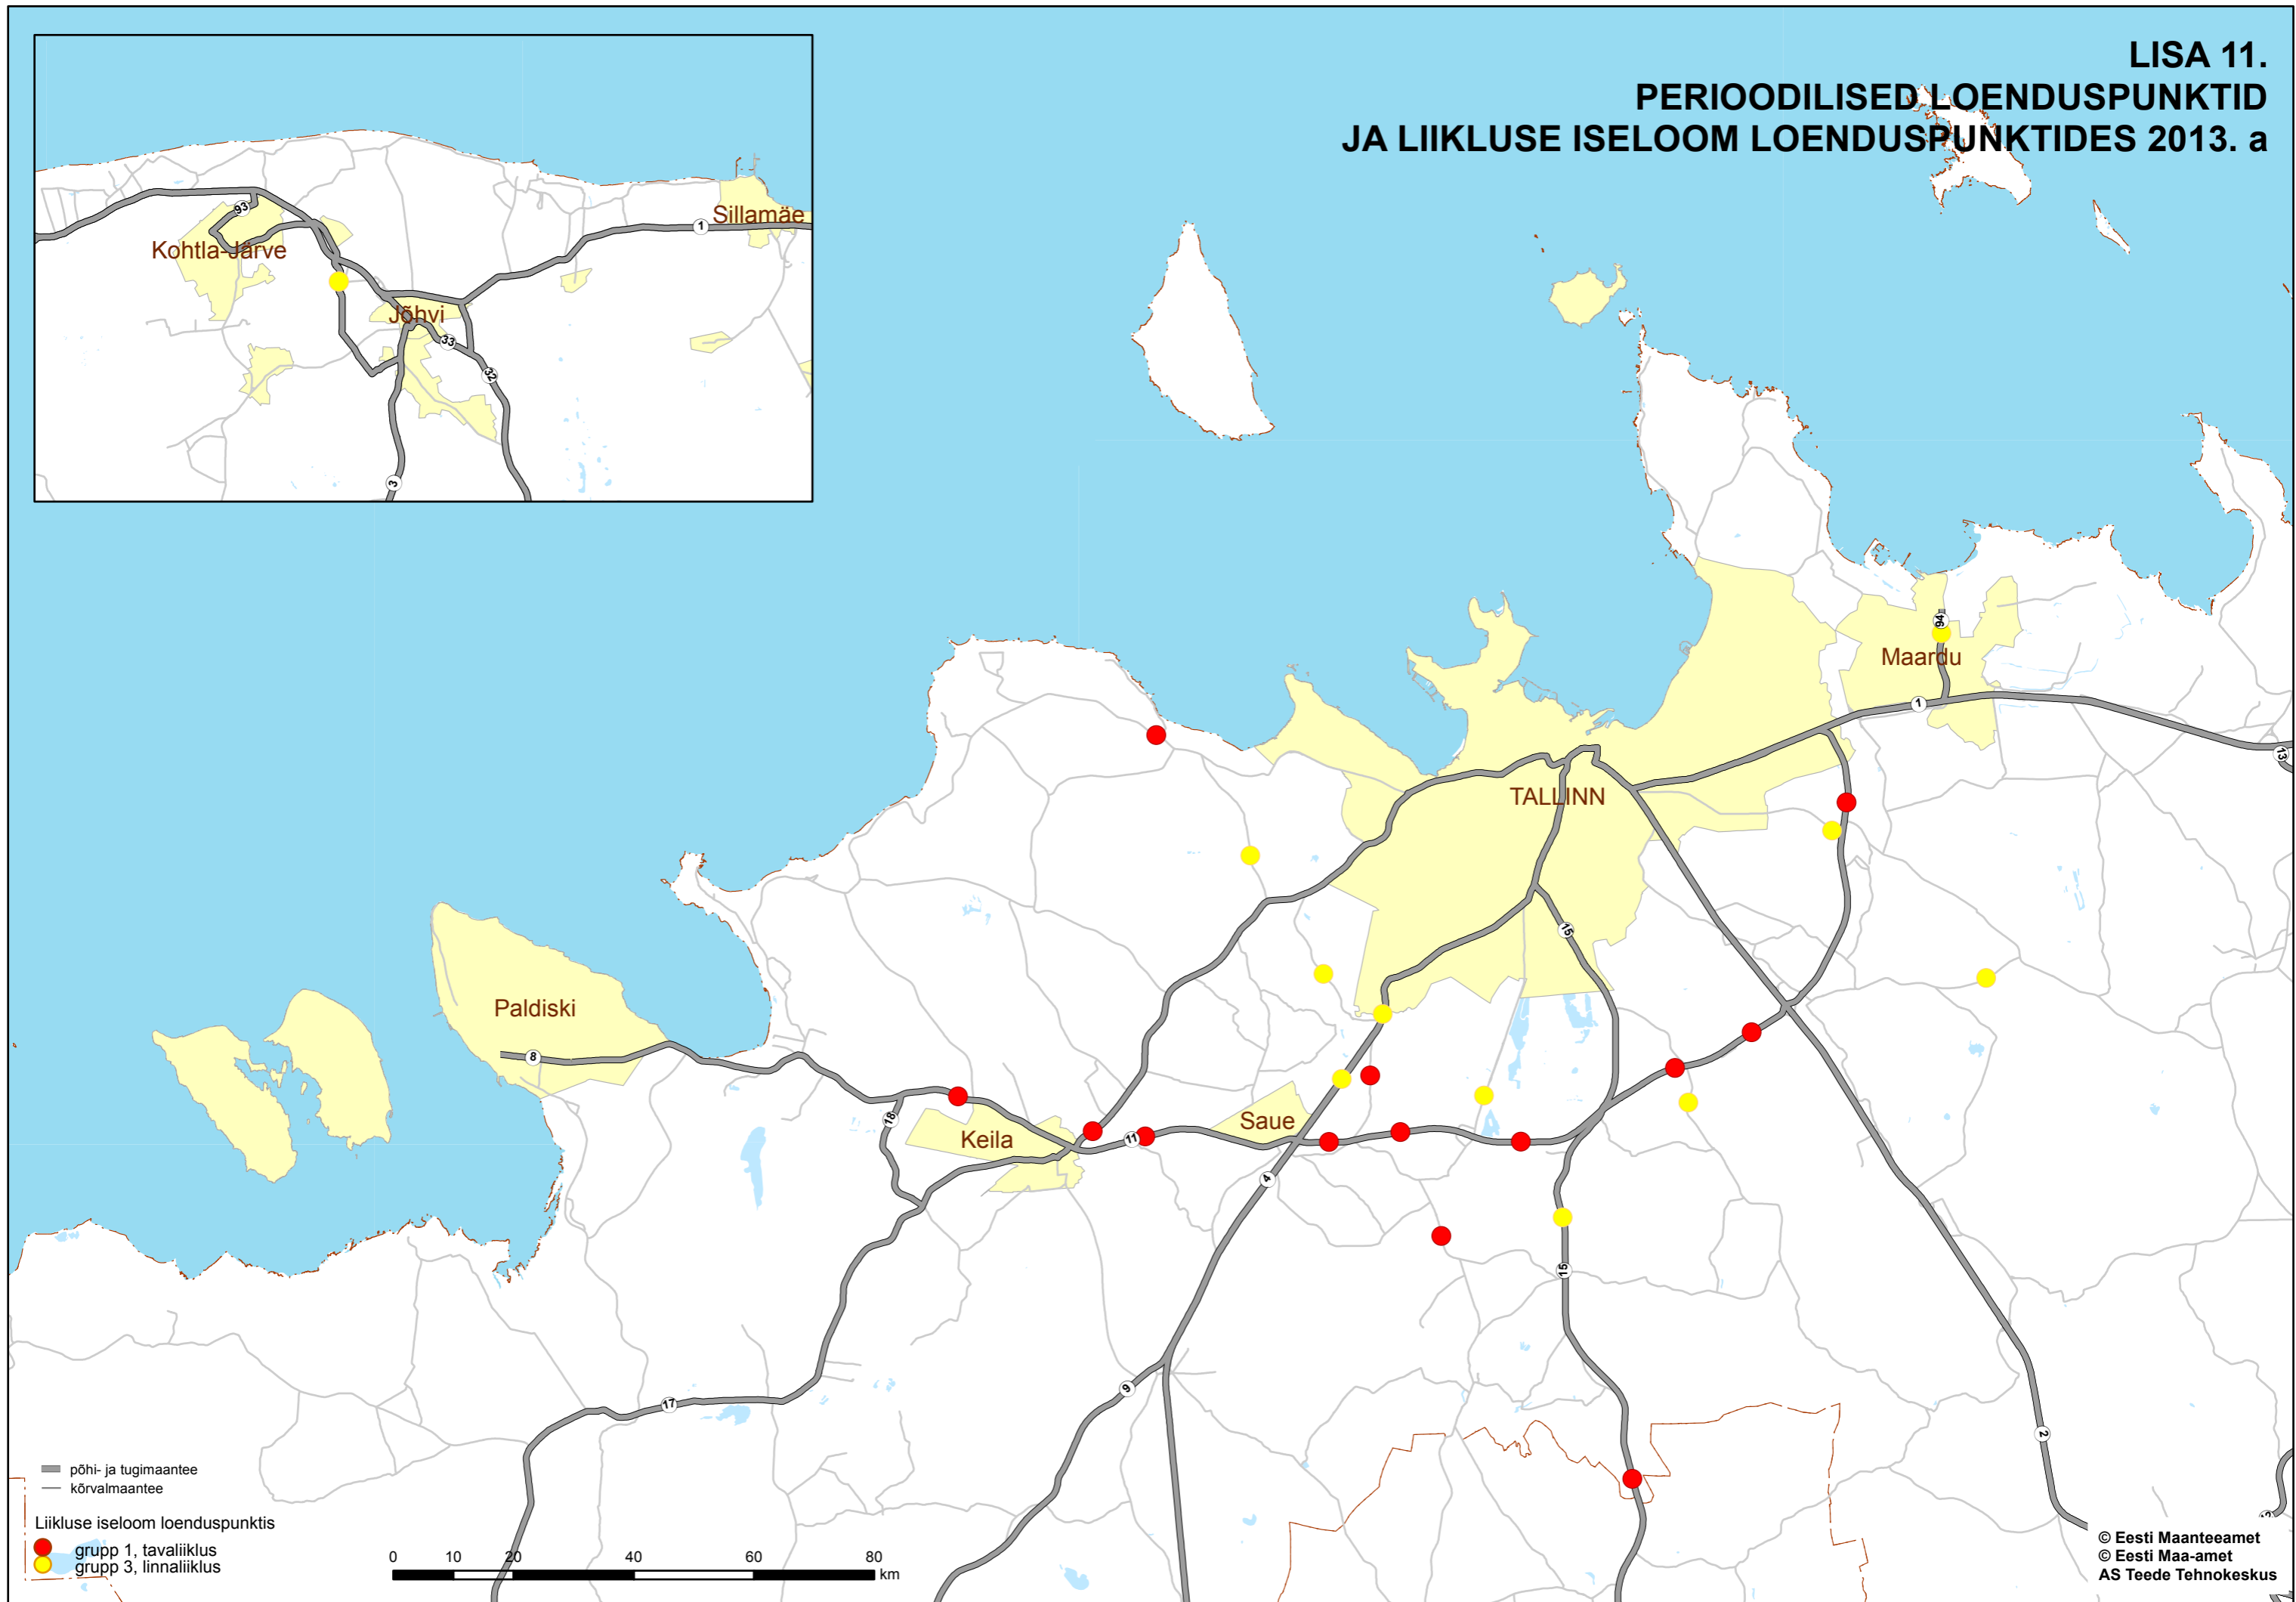 LISA 11.
PERIOODILISED LOENDUSPUNKTID
JA LIIKLUSE ISELOOM LOENDUSPUNKTIDES 2013. a
Sillamäe
1
93
Kohtla-Järve
Jõhvi
33
32
3
94
Maardu
1
13
TALLINN
15
Paldiski
8
18
Keila
11
Saue
4
15
9
17
2
põhi- ja tugimaantee
kõrvalmaantee
Liikluse iseloom loenduspunktis
grupp 1, tavaliiklus
grupp 3, linnaliiklus
0 10 20 40 60 80 km
© Eesti Maanteeamet
© Eesti Maa-amet
AS Teede Tehnokeskus